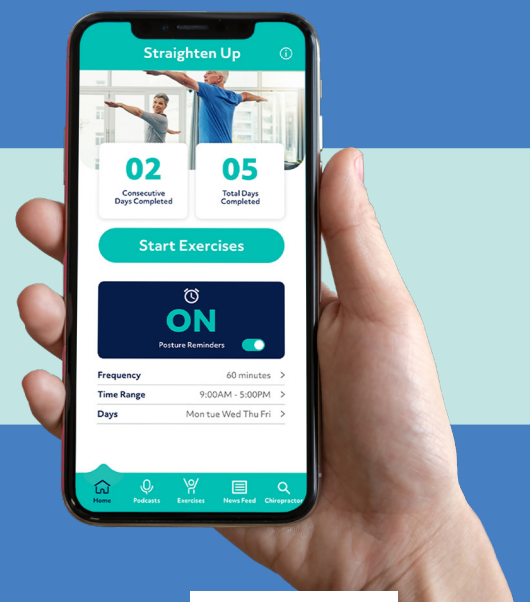 Straighten Up
02
Consecutive
Days Completed
05
Total Days
Completed
Start Exercises
ON
Posture Reminders
Frequency 60 minutes >
Time Range 9:00AM - 5:00PM >
Days Mon tue Wed Thu Fri >
Home Podcasts Exercises News Feed Chiropractor